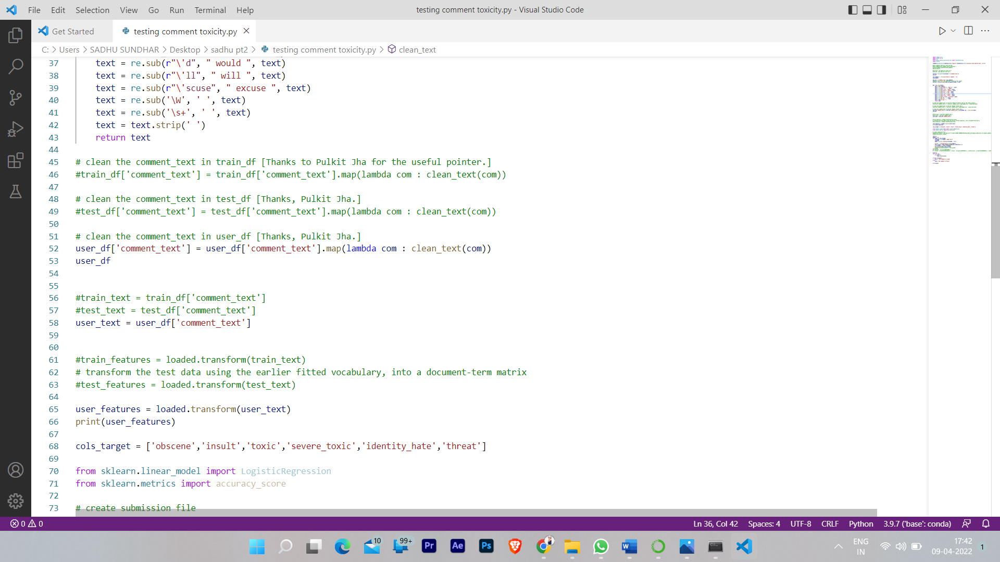 File Edit Selection View Go Run Terminal Help testing comment toxicity.py - Visual Studio Code
Get Started testing comment toxicity.py
C: > Users > SADHU SUNDHAR > Desktop > sadhu pt2 > testing comment toxicity.py > clean_text
37 text = re.sub(r"\'d", " would ", text)
38 text = re.sub(r"\'ll", " will ", text)
39 text = re.sub(r"\'scuse", " excuse ", text)
40 text = re.sub('\W', ' ', text)
41 text = re.sub('\s+', ' ', text)
42 text = text.strip(' ')
43 return text
44
45 # clean the comment_text in train_df [Thanks to Pulkit Jha for the useful pointer.]
46 #train_df['comment_text'] = train_df['comment_text'].map(lambda com : clean_text(com))
47
48 # clean the comment_text in test_df [Thanks, Pulkit Jha.]
49 #test_df['comment_text'] = test_df['comment_text'].map(lambda com : clean_text(com))
50
51 # clean the comment_text in user_df [Thanks, Pulkit Jha.]
52 user_df['comment_text'] = user_df['comment_text'].map(lambda com : clean_text(com))
53 user_df
54
55
56 #train_text = train_df['comment_text']
57 #test_text = test_df['comment_text']
58 user_text = user_df['comment_text']
59
60
61 #train_features = loaded.transform(train_text)
62 # transform the test data using the earlier fitted vocabulary, into a document-term matrix
63 #test_features = loaded.transform(test_text)
64
65 user_features = loaded.transform(user_text)
66 print(user_features)
67
68 cols_target = ['obscene','insult','toxic','severe_toxic','identity_hate','threat']
69
70 from sklearn.linear_model import LogisticRegression
71 from sklearn.metrics import accuracy_score
72
73 # create submission file
0 0 Ln 36, Col 42 Spaces: 4 UTF-8 CRLF Python 3.9.7 ('base': conda)
10 99+ Pr Ae Ps W ENG 17:42 1
IN 09-04-2022